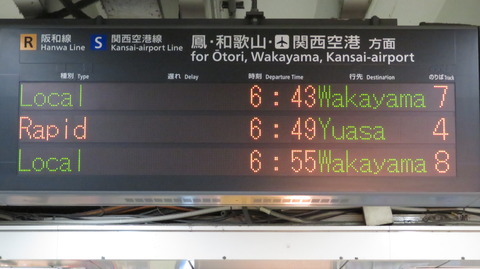 R 阪和線 S 関西空港線 鳳・和歌山・関西空港 方面
Hanwa Line Kansai-airport Line for Ōtori, Wakayama, Kansai-airport
種別 Type 遅れ Delay 時刻 Departure Time 行先 Destination のりば Track
Local 6:43 Wakayama 7
Rapid 6:49 Yuasa 4
Local 6:55 Wakayama 8